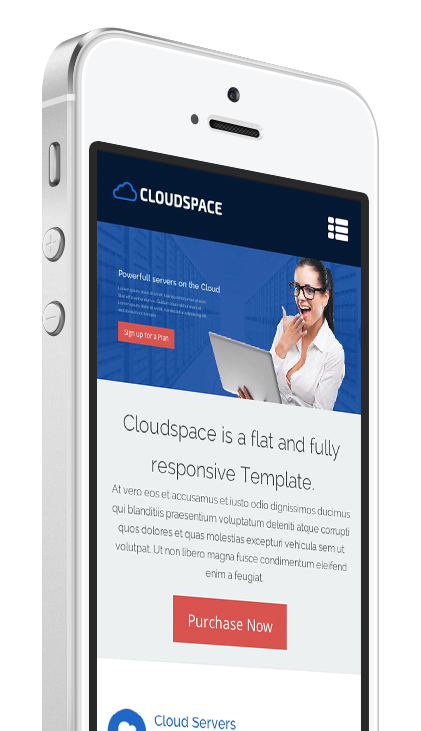 CLOUDSPACE
Powerfull servers on the Cloud
Sign up for a Plan
Cloudspace is a flat and fully
responsive Template.
At vero eos et accusamus et iusto odio dignissimos ducimus
qui blanditiis praesentium voluptatum deleniti atque corrupti
quos dolores et quas molestias excepturi vehicula sem ut
volutpat. Ut non libero magna fusce condimentum eleifend
enim a feugiat.
Purchase Now
Cloud Servers